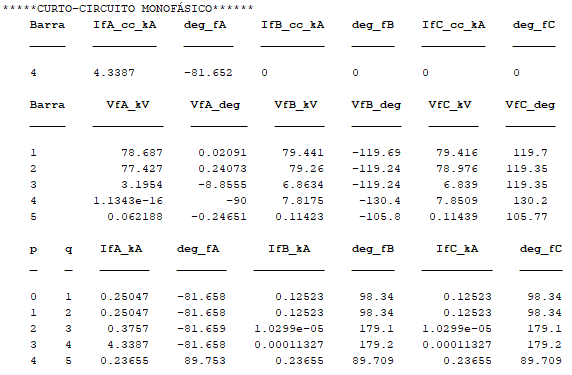 *****CURTO-CIRCUITO MONOFÁSICO******
Barra IfA_cc_kA deg_fA IfB_cc_kA deg_fB IfC_cc_kA deg_fC
4 4.3387 -81.652 0 0 0 0
Barra VfA_kV VfA_deg VfB_kV VfB_deg VfC_kV VfC_deg
1 78.687 0.02091 79.441 -119.69 79.416 119.7
2 77.427 0.24073 79.26 -119.24 78.976 119.35
3 3.1954 -8.8555 6.8634 -119.24 6.839 119.35
4 1.1343e-16 -90 7.8175 -130.4 7.8509 130.2
5 0.062188 -0.24651 0.11423 -105.8 0.11439 105.77
p q IfA_kA deg_fA IfB_kA deg_fB IfC_kA deg_fC
0 1 0.25047 -81.658 0.12523 98.34 0.12523 98.34
1 2 0.25047 -81.658 0.12523 98.34 0.12523 98.34
2 3 0.3757 -81.659 1.0299e-05 179.1 1.0299e-05 179.1
3 4 4.3387 -81.658 0.00011327 179.2 0.00011327 179.2
4 5 0.23655 89.753 0.23655 89.709 0.23655 89.709